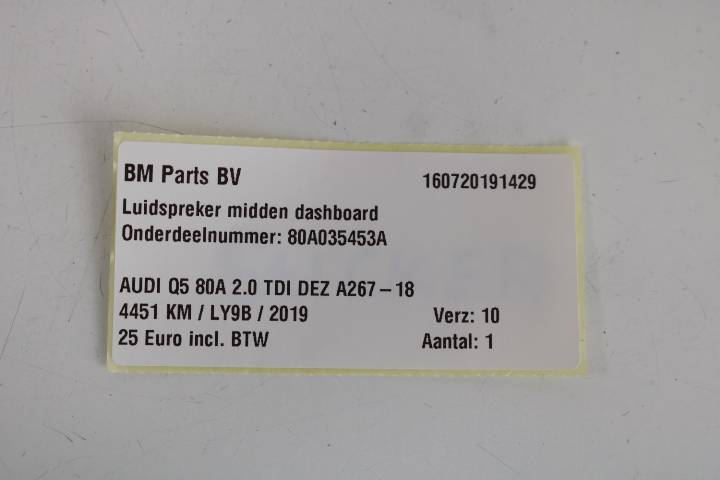 BM Parts BV 160720191429
Luidspreker midden dashboard
Onderdeelnummer: 80A035453A
AUDI Q5 80A 2.0 TDI DEZ A267-18
4451 KM / LY9B / 2019 Verz: 10
25 Euro incl. BTW Aantal: 1